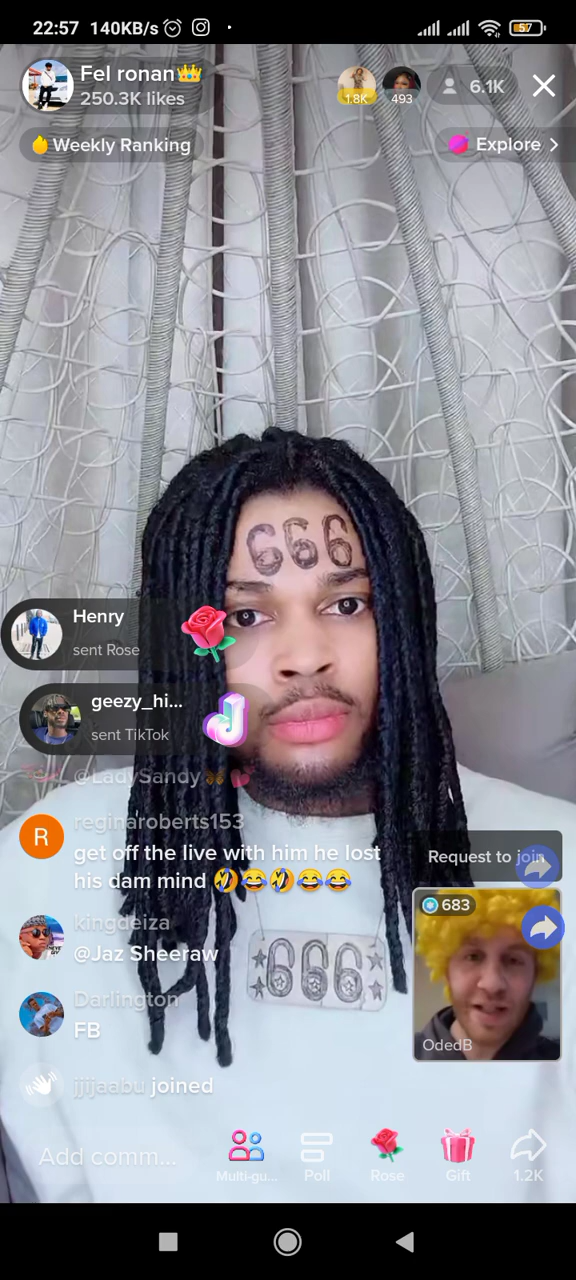 22:57 140KB/s 57
Fel ronan👑
250.3K likes
1.8K
493
6.1K
Weekly Ranking
Explore
666
Henry
sent Rose
geezy_hi...
sent TikTok
@LadySandy
reginaroberts153
R
get off the live with him he lost
his dam mind 🤣😂🤣😂😂
Request to join
683
kingdeiza
@Jaz Sheeraw
666
Darlington
FB
OdedB
jjijaabu joined
Add comm...
Multi-gu...
Poll
Rose
Gift
1.2K